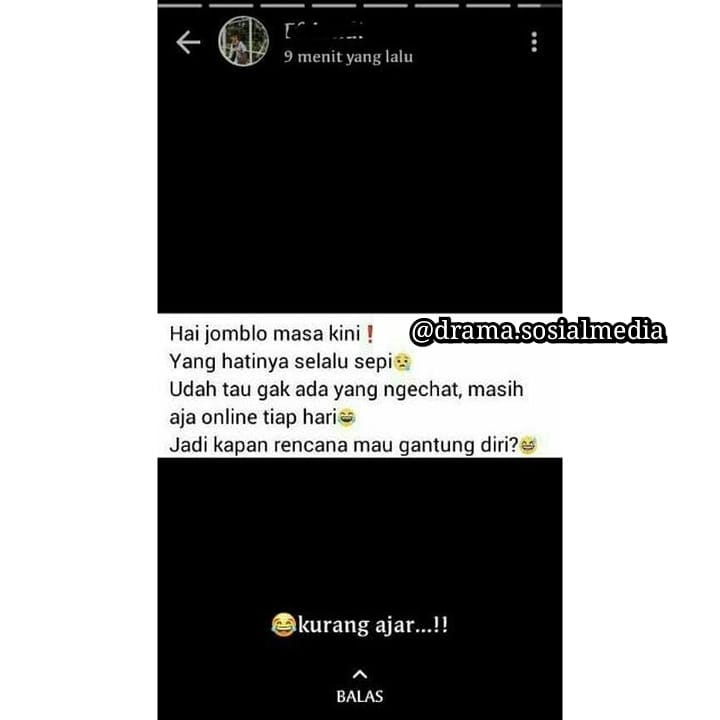 9 menit yang lalu
Hai jomblo masa kini❗
@drama.sosialmedia
Yang hatinya selalu sepi😢
Udah tau gak ada yang ngechat, masih
aja online tiap hari😂
Jadi kapan rencana mau gantung diri?😅
😂kurang ajar...!!
BALAS